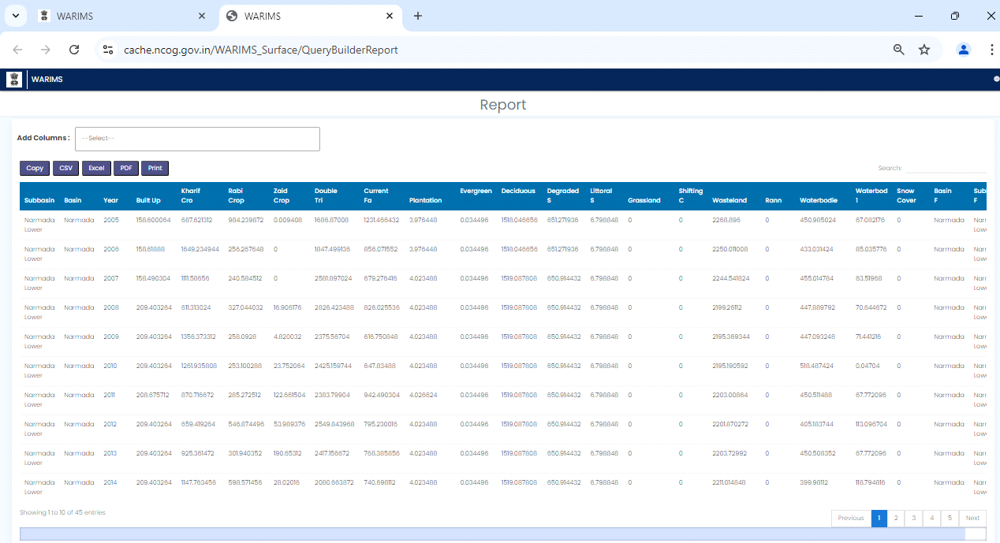 WARIMS
WARIMS
cache.ncog.gov.in/WARIMS_Surface/QueryBuilderReport
WARIMS
Report
Add Columns : --Select--
Copy CSV Excel PDF Print Search:
Subbasin Basin Year Built Up Kharif Cro Rabi Crop Zaid Crop Double Tri Current Fa Plantation Evergreen Deciduous Degraded S Littoral S Grassland Shifting C Wasteland Rann Waterbodie Waterbod 1 Snow Cover Basin F Sub F
Narmada Lower Narmada 2005 158.600064 687.621312 984.239872 0.009408 1686.87008 1231.466432 3.976448 0.034496 1518.046656 651.271936 6.798848 0 0 2268.896 0 450.985024 67.082176 0 Narmada Narr Low
Narmada Lower Narmada 2006 158.61888 1649.234944 256.267648 0 1847.499136 856.071552 3.976448 0.034496 1518.046656 651.271936 6.798848 0 0 2250.011008 0 433.031424 85.035776 0 Narmada Narr Low
Narmada Lower Narmada 2007 158.490304 1111.58656 240.584512 0 2581.897024 679.276416 4.023488 0.034496 1519.087808 650.914432 6.798848 0 0 2244.541824 0 455.014784 63.51968 0 Narmada Narr Low
Narmada Lower Narmada 2008 209.403264 611.313024 327.044032 16.906176 2826.423488 826.025536 4.023488 0.034496 1519.087808 650.914432 6.798848 0 0 2199.26112 0 447.889792 70.644672 0 Narmada Narr Low
Narmada Lower Narmada 2009 209.403264 1356.373312 258.0928 4.820032 2375.56704 616.750848 4.023488 0.034496 1519.087808 650.914432 6.798848 0 0 2195.369344 0 447.093248 71.441216 0 Narmada Narr Low
Narmada Lower Narmada 2010 209.403264 1261.935808 253.100288 23.752064 2425.159744 647.83488 4.023488 0.034496 1519.087808 650.914432 6.798848 0 0 2195.190592 0 518.487424 0.04704 0 Narmada Narr Low
Narmada Lower Narmada 2011 208.675712 870.716672 285.272512 122.661504 2383.79904 942.490304 4.026624 0.034496 1519.087808 650.914432 6.798848 0 0 2203.00864 0 450.511488 67.772096 0 Narmada Narr Low
Narmada Lower Narmada 2012 209.403264 659.419264 546.874496 53.989376 2549.843968 795.230016 4.023488 0.034496 1519.087808 650.914432 6.798848 0 0 2201.870272 0 405.183744 113.096704 0 Narmada Narr Low
Narmada Lower Narmada 2013 209.403264 925.361472 301.940352 190.65312 2417.156672 768.385856 4.023488 0.034496 1519.087808 650.914432 6.798848 0 0 2203.72992 0 450.508352 67.772096 0 Narmada Narr Low
Narmada Lower Narmada 2014 209.403264 1147.763456 598.571456 28.02016 2080.663872 740.698112 4.023488 0.034496 1519.087808 650.914432 6.798848 0 0 2211.014848 0 399.98112 118.794816 0 Narmada Narr Low
Showing 1 to 10 of 45 entries
Previous 1 2 3 4 5 Next